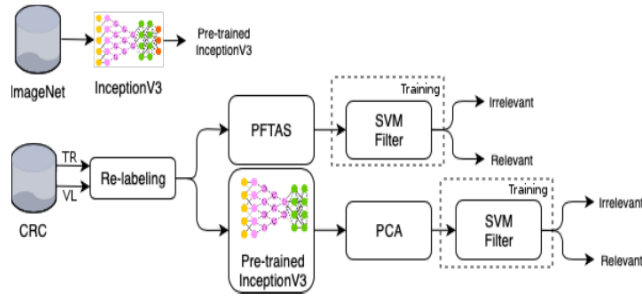 ImageNet
InceptionV3
Pre-trained
InceptionV3
CRC
TR
VL
Re-labeling
PFTAS
Training
SVM
Filter
Irrelevant
Relevant
Pre-trained
InceptionV3
PCA
Training
SVM
Filter
Irrelevant
Relevant